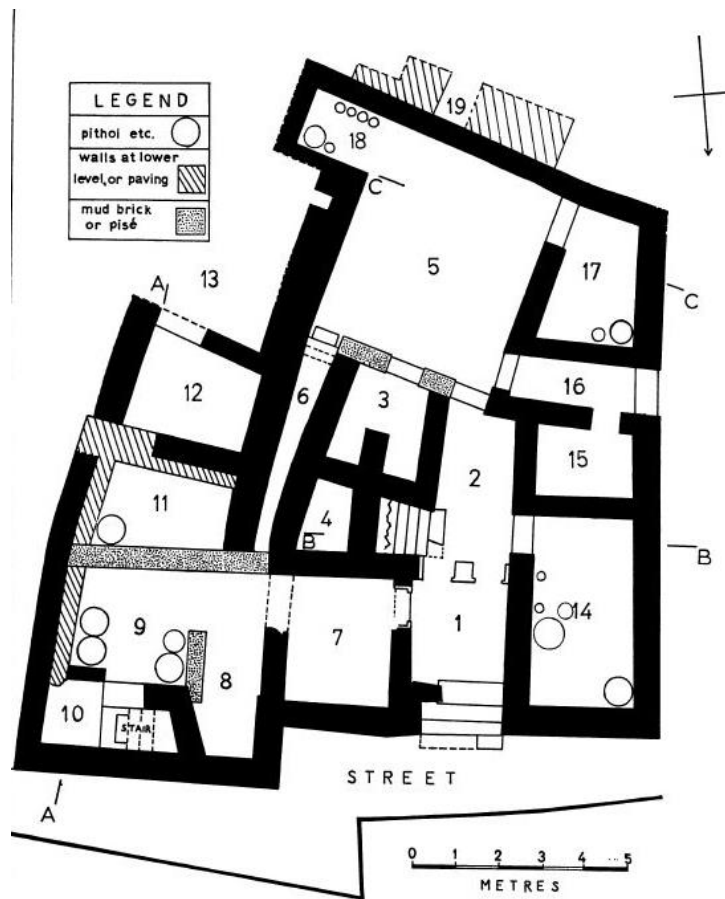 LEGEND
pithoi etc.
walls at lower
level, or paving
mud brick
or pisé
19
18
C
5
17
13
A
C
16
6
3
12
2
15
11
4
B
B
14
9
7
1
8
10
STAIR
STREET
A
0 1 2 3 4 5
METRES